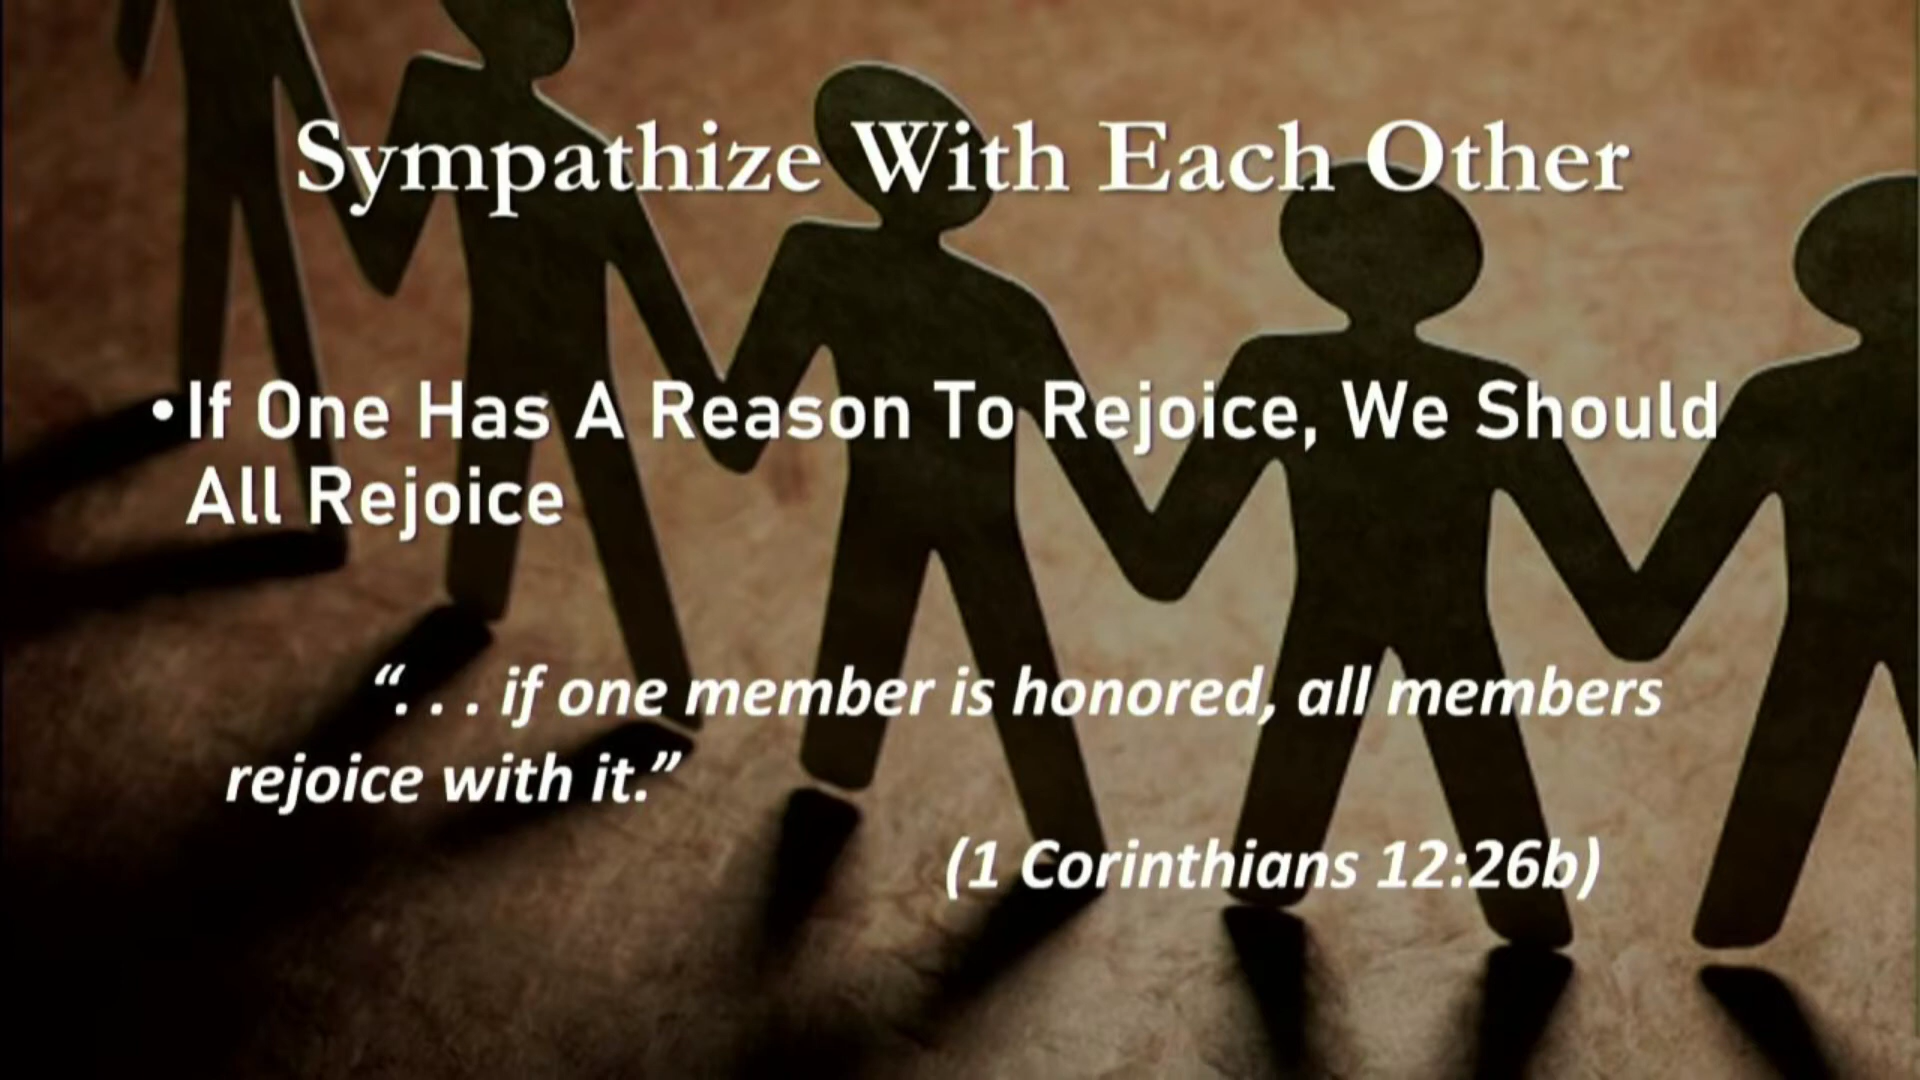 Sympathize With Each Other
•If One Has A Reason To Rejoice, We Should
All Rejoice
“. . . if one member is honored, all members
rejoice with it.”
(1 Corinthians 12:26b)